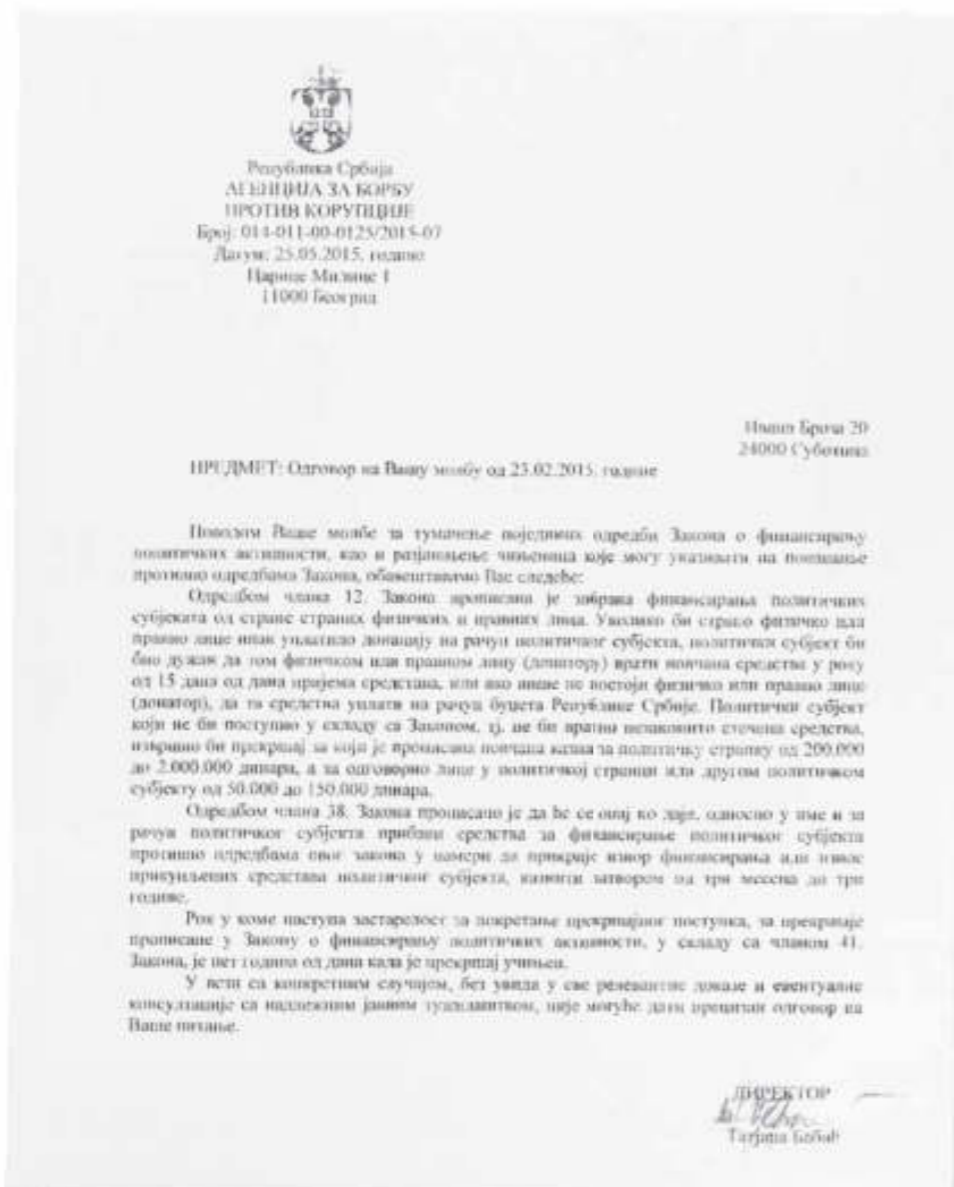 Република Србија
АГЕНЦИЈА ЗА БОРБУ
ПРОТИВ КОРУПЦИЈЕ
Број: 014-011-00-0125/2015-07
Датум: 25.05.2015. године
Царице Милице 1
11000 Београд
20
24000 Суботица
ПРЕДМЕТ: Одговор на Вашу молбу од 23.02.2015. године
Поводом Ваше молбе за тумачење појединих одредби Закона о финансирању
политичких активности, као и разјашњење чињеница које могу указивати на поступање
противно одредбама Закона, обавештавамо Вас следеће:
Одредбом члана 12. Закона прописана је забрана финансирања политичких
субјеката од стране страних физичких и правних лица. Уколико би страно физичко или
правно лице ипак уплатило донацију на рачун политичког субјекта, политички субјект би
био дужан да том физичком или правном лицу (донатору) врати новчана средства у року
од 15 дана од дана пријема средстава, или ако више не постоји физичко или правно лице
(донатор), да та средства уплати на рачун буџета Републике Србије. Политички субјект
који не би поступио у складу са Законом, тј. не би вратио незаконито стечена средства,
извршио би прекршај за који је прописана новчана казна за политичку странку од 200.000
до 2.000.000 динара, а за одговорно лице у политичкој странци или другом политичком
субјекту од 50.000 до 150.000 динара.
Одредбом члана 38. Закона прописано је да ће се онај ко даје, односно у име и за
рачун политичког субјекта прибави средства за финансирање политичког субјекта
противно одредбама овог закона у намери да прикрије извор финансирања или износ
прикупљених средстава политичког субјекта, казнити затвором од три месеца до три
године.
Рок у коме наступа застарелост за покретање прекршајног поступка, за прекршаје
прописане у Закону о финансирању политичких активности, у складу са чланом 41.
Закона, је пет година од дана када је прекршај учињен.
У вези са конкретним случајем, без увида у све релевантне доказе и евентуалне
консултације са надлежним јавним тужилаштвом, није могуће дати прецизан одговор на
Ваше питање.
ДИРЕКТОР
Татјана Бабић